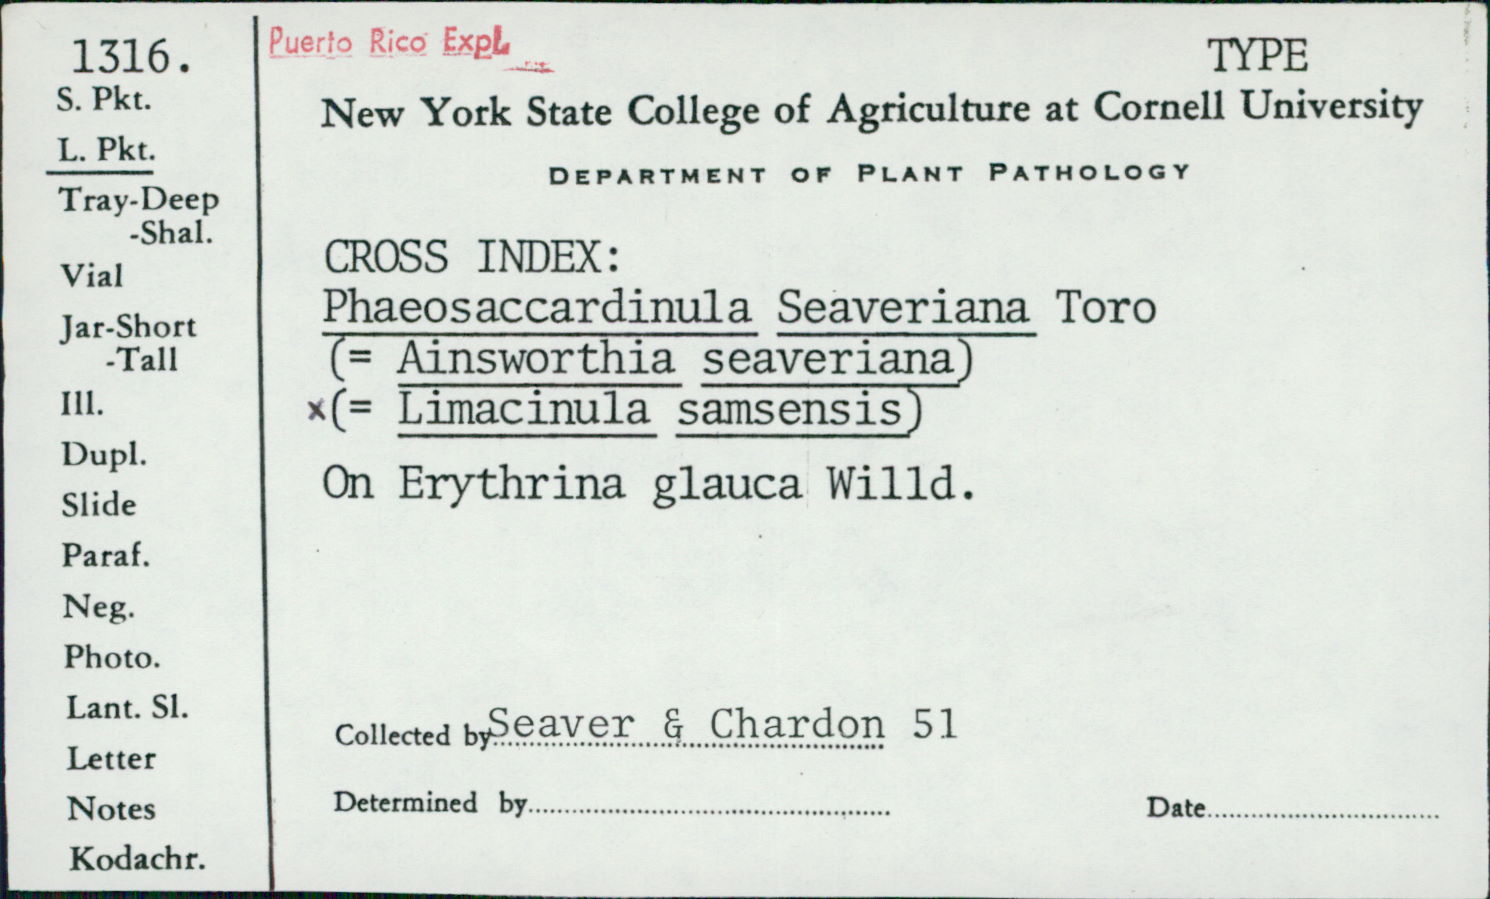 1316.
S. Pkt.
L. Pkt.
Tray-Deep
-Shal.
Vial
Jar-Short
-Tall
Ill.
Dupl.
Slide
Paraf.
Neg.
Photo.
Lant. Sl.
Letter
Notes
Kodachr.
Puerto Rico Expl.
TYPE
New York State College of Agriculture at Cornell University
DEPARTMENT OF PLANT PATHOLOGY
CROSS INDEX:
Phaeosaccardinula Seaveriana Toro
(= Ainsworthia seaveriana)
x(= Limacinula samsensis)
On Erythrina glauca Willd.
Collected by Seaver & Chardon 51
Determined by
Date